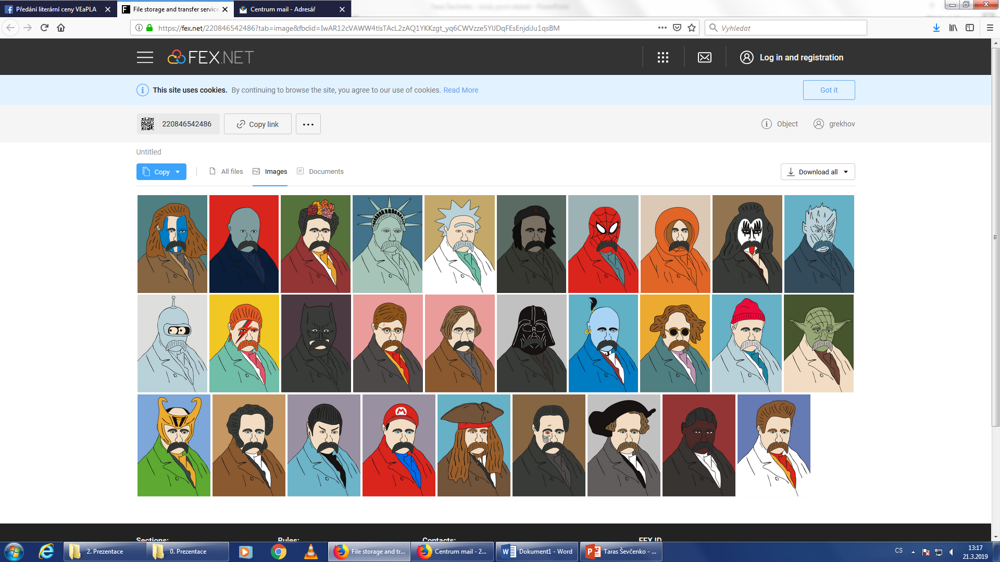 Předání literární ceny VEaPLA
File storage and transfer service
Centrum mail - Adresář
https://fex.net/220846542486?tab=image&fbclid=IwAR12cVAWW4tIsTAcL2zAQ1YKKzgt_yq6CWVzze5YlJDqFEsEnjdiJu1qsBM
Vyhledat
FEX.NET
Log in and registration
This site uses cookies. By continuing to browse the site, you agree to our use of cookies. Read More
Got it
220846542486
Copy link
Object
grekhov
Untitled
Copy
All files
Images
Documents
Download all
M
Sections:
Rules:
Contacts:
FEX ID
2. Prezentace
0. Prezentace
File storage and tr...
Centrum mail - 2...
Dokument1 - Word
Taras Ševčenko - ...
CS
13:17
21.3.2019